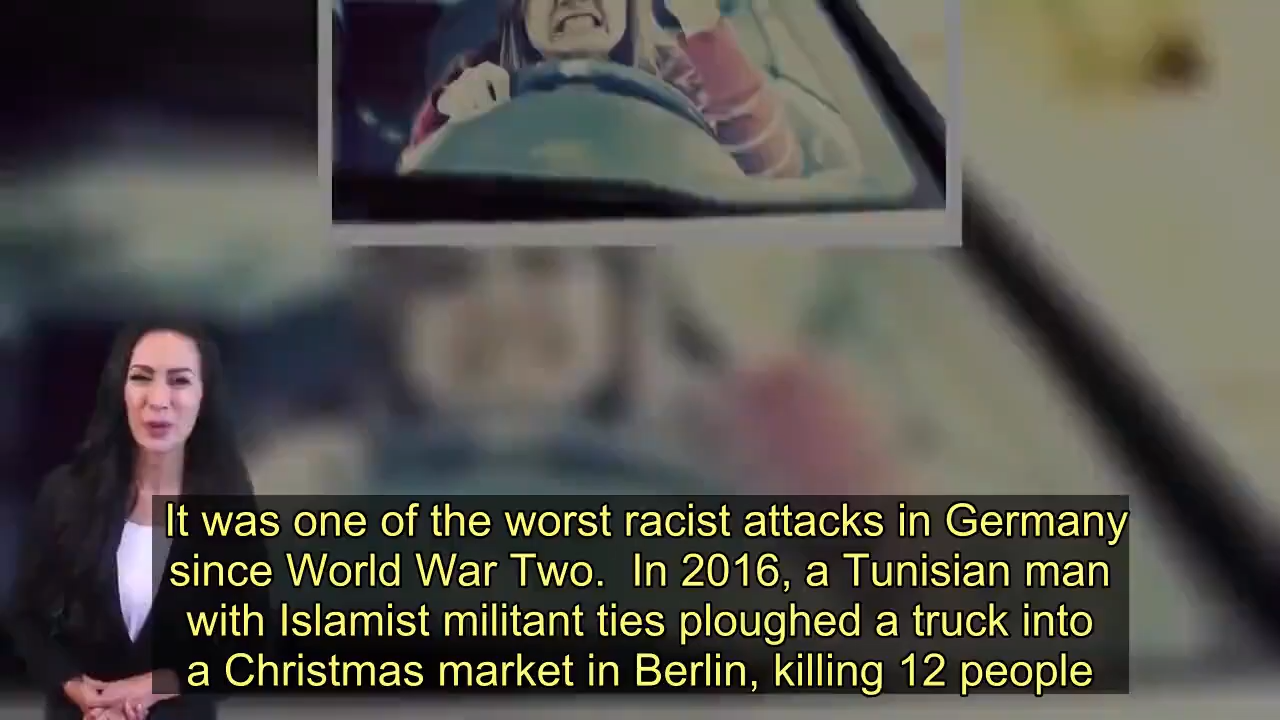 It was one of the worst racist attacks in Germany
since World War Two.  In 2016, a Tunisian man
with Islamist militant ties ploughed a truck into
a Christmas market in Berlin, killing 12 people